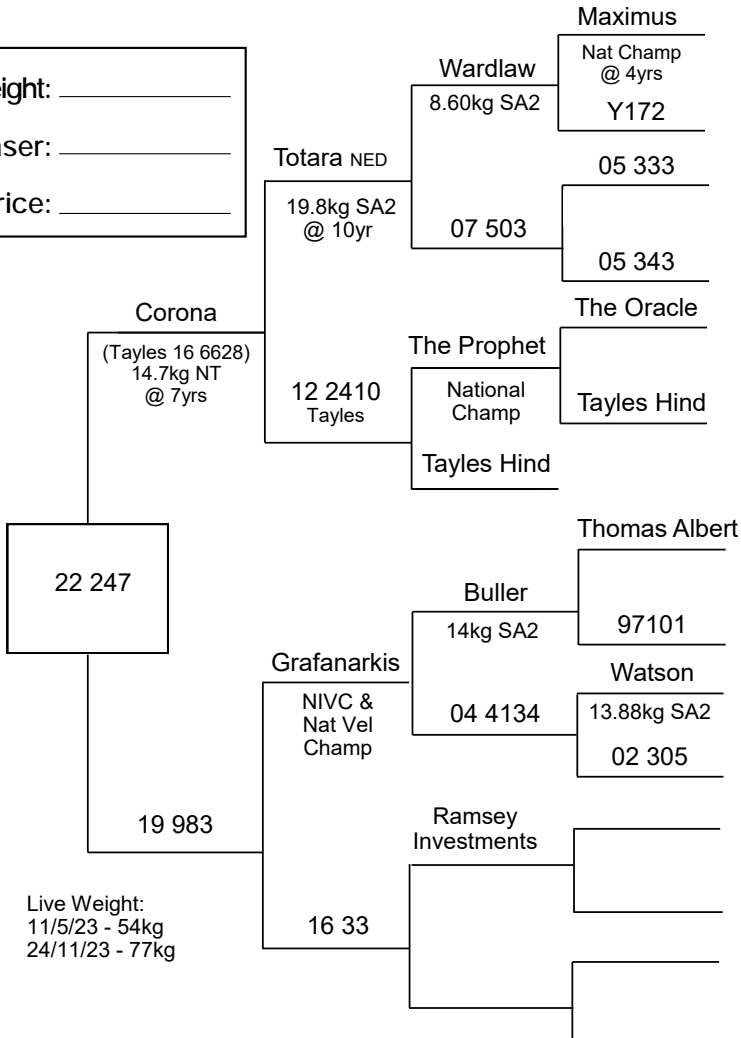 Maximus
Nat Champ
@ 4yrs
Y172
Wardlaw
8.60kg SA2
ight:
ser:
rice:
Totara NED
19.8kg SA2
@ 10yr
05 333
07 503
05 343
Corona
(Tayles 16 6628)
14.7kg NT
@ 7yrs
The Oracle
The Prophet
National
Champ
12 2410
Tayles
Tayles Hind
Tayles Hind
22 247
Thomas Albert
Buller
14kg SA2
97101
Grafanarkis
NIVC &
Nat Vel
Champ
Watson
13.88kg SA2
04 4134
02 305
19 983
Ramsey
Investments
Live Weight:
11/5/23 - 54kg
24/11/23 - 77kg
16 33